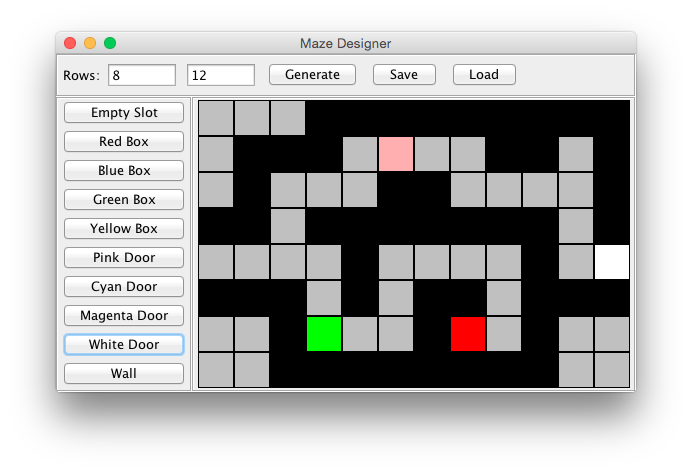 Maze Designer
Rows: 8 12 Generate Save Load
Empty Slot
Red Box
Blue Box
Green Box
Yellow Box
Pink Door
Cyan Door
Magenta Door
White Door
Wall